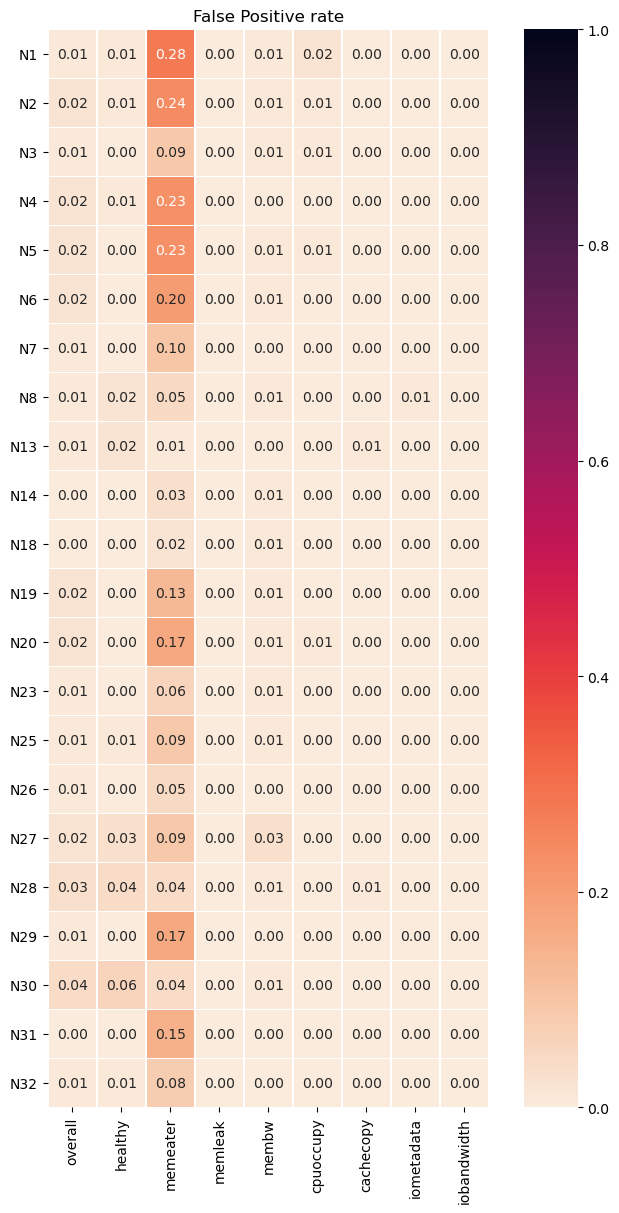 False Positive rate
N1 0.01 0.01 0.28 0.00 0.01 0.02 0.00 0.00 0.00
N2 0.02 0.01 0.24 0.00 0.01 0.01 0.00 0.00 0.00
N3 0.01 0.00 0.09 0.00 0.01 0.01 0.00 0.00 0.00
N4 0.02 0.01 0.23 0.00 0.00 0.00 0.00 0.00 0.00
N5 0.02 0.00 0.23 0.00 0.01 0.01 0.00 0.00 0.00
N6 0.02 0.00 0.20 0.00 0.01 0.00 0.00 0.00 0.00
N7 0.01 0.00 0.10 0.00 0.00 0.00 0.00 0.00 0.00
N8 0.01 0.02 0.05 0.00 0.01 0.00 0.00 0.01 0.00
N13 0.01 0.02 0.01 0.00 0.00 0.00 0.01 0.00 0.00
N14 0.00 0.00 0.03 0.00 0.01 0.00 0.00 0.00 0.00
N18 0.00 0.00 0.02 0.00 0.01 0.00 0.00 0.00 0.00
N19 0.02 0.00 0.13 0.00 0.01 0.00 0.00 0.00 0.00
N20 0.02 0.00 0.17 0.00 0.01 0.01 0.00 0.00 0.00
N23 0.01 0.00 0.06 0.00 0.01 0.00 0.00 0.00 0.00
N25 0.01 0.01 0.09 0.00 0.01 0.00 0.00 0.00 0.00
N26 0.01 0.00 0.05 0.00 0.00 0.00 0.00 0.00 0.00
N27 0.02 0.03 0.09 0.00 0.03 0.00 0.00 0.00 0.00
N28 0.03 0.04 0.04 0.00 0.01 0.00 0.01 0.00 0.00
N29 0.01 0.00 0.17 0.00 0.00 0.00 0.00 0.00 0.00
N30 0.04 0.06 0.04 0.00 0.01 0.00 0.00 0.00 0.00
N31 0.00 0.00 0.15 0.00 0.00 0.00 0.00 0.00 0.00
N32 0.01 0.01 0.08 0.00 0.00 0.00 0.00 0.00 0.00
overall
healthy
memeater
memleak
membw
cpuoccupy
cachecopy
iometadata
iobandwidth
1.0
0.8
0.6
0.4
0.2
0.0